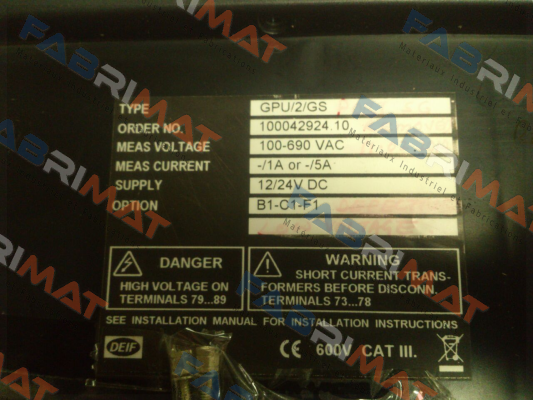 TYPE GPU/2/GS
ORDER NO. 100042924.10
MEAS VOLTAGE 100-690 VAC
MEAS CURRENT -/1A or -/5A
SUPPLY 12/24V DC
OPTION B1-C1-F1
DANGER
HIGH VOLTAGE ON
TERMINALS 79...89
WARNING
SHORT CURRENT TRANS-
FORMERS BEFORE DISCONN.
TERMINALS 73...78
SEE INSTALLATION MANUAL FOR INSTALLATION INSTRUCTIONS
DEIF
CE 600V CAT III.
FABRIMAT
FABRIMAT
FABRIMAT
FABRIMAT